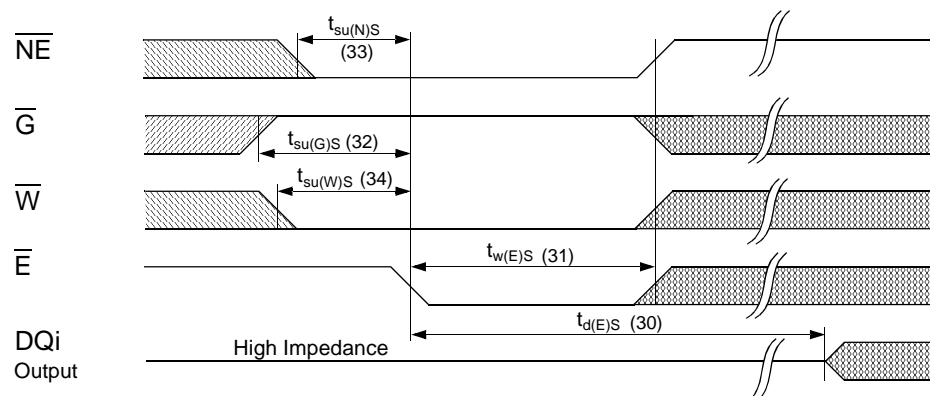 tsu(N)S
(33)
NE
G
tsu(G)S (32)
tsu(W)S (34)
W
E
tw(E)S (31)
td(E)S (30)
DQi
Output
High Impedance